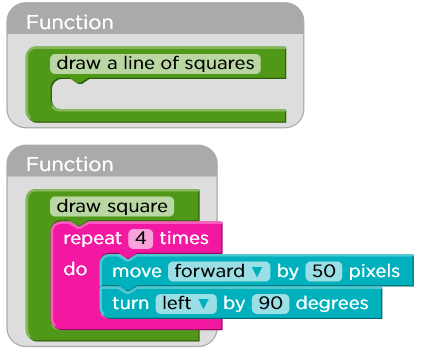 Function
draw a line of squares
Function
draw square
repeat 4 times
do move forward ▼ by 50 pixels
turn left ▼ by 90 degrees